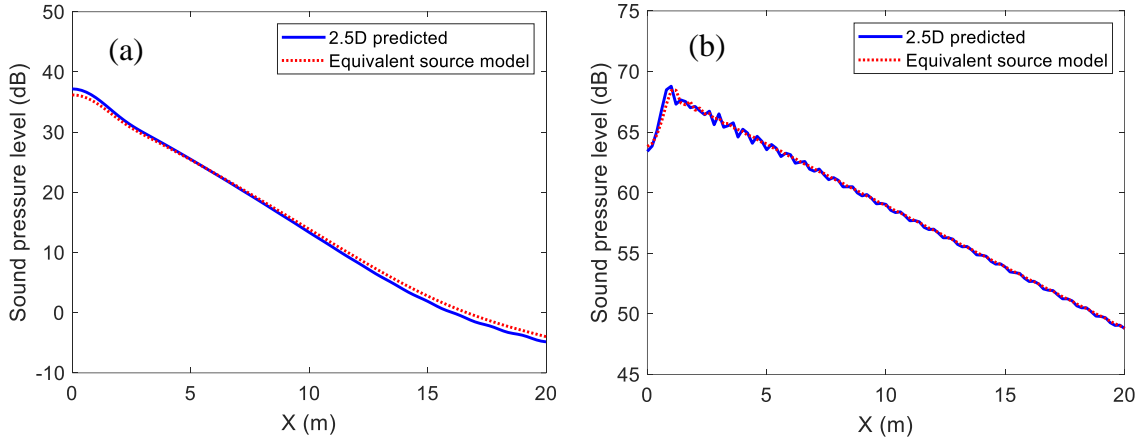 (a)
2.5D predicted
Equivalent source model
Sound pressure level (dB)
50
40
30
20
10
0
-10
0
5
10
15
20
X (m)
(b)
2.5D predicted
Equivalent source model
Sound pressure level (dB)
75
70
65
60
55
50
45
0
5
10
15
20
X (m)